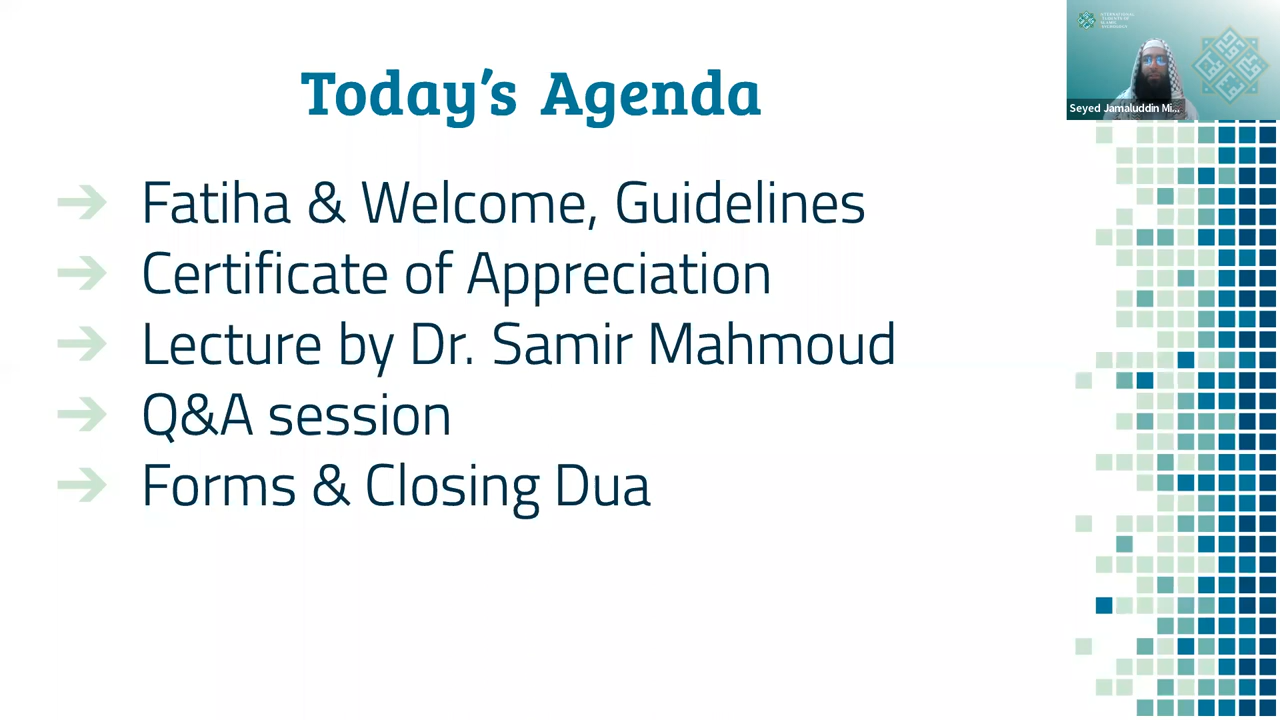 Today's Agenda
Fatiha & Welcome, Guidelines
Certificate of Appreciation
Lecture by Dr. Samir Mahmoud
Q&A session
Forms & Closing Dua
Seyed Jamaluddin Mi...